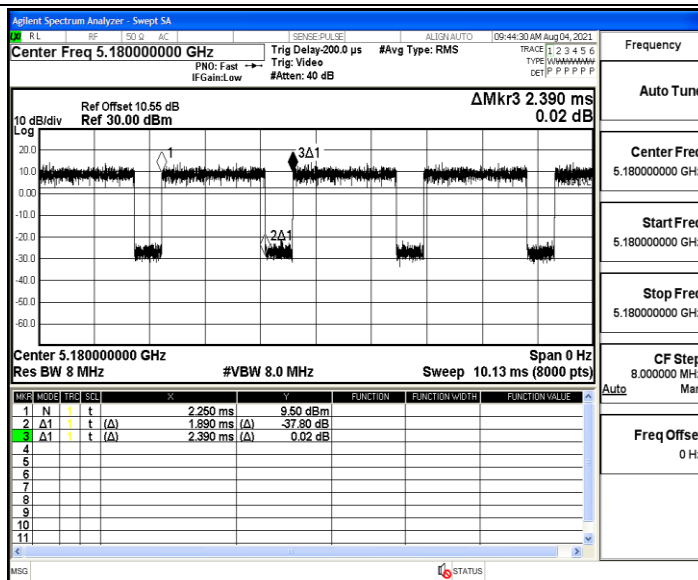 Agilent Spectrum Analyzer - Swept SA
RL RF 50 Ω AC SENSE:PULSE ALIGN AUTO 09:44:30 AM Aug 04, 2021
Center Freq 5.180000000 GHz
PNO: Fast
IFGain:Low
Trig Delay-200.0 µs
Trig: Video
#Atten: 40 dB
#Avg Type: RMS
TRACE 1 2 3 4 5 6
TYPE
DET P P P P P P
Frequency
Auto Tune
Center Freq
5.180000000 GHz
Start Freq
5.180000000 GHz
Stop Freq
5.180000000 GHz
CF Step
8.000000 MHz
Auto Man
Freq Offset
0 Hz
Ref Offset 10.55 dB
10 dB/div Ref 30.00 dBm
Log
ΔMkr3 2.390 ms
0.02 dB
20.0
10.0
0.00
-10.0
-20.0
-30.0
-40.0
-50.0
-60.0
1
3Δ1
2Δ1
Center 5.180000000 GHz Span 0 Hz
Res BW 8 MHz #VBW 8.0 MHz Sweep 10.13 ms (8000 pts)
MKR MODE TRC SCL X Y FUNCTION FUNCTION WIDTH FUNCTION VALUE
1 N 1 t 2.250 ms 9.50 dBm
2 Δ1 1 t (Δ) 1.890 ms (Δ) -37.80 dB
3 Δ1 1 t (Δ) 2.390 ms (Δ) 0.02 dB
4
5
6
7
8
9
10
11
MSG STATUS